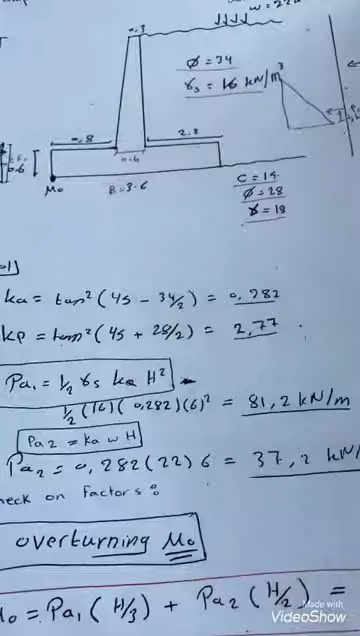 0.3
w = 22
Ø = 34
γs = 16 kN/m³
0.8
2.2
0.6
0.6
Mo
B = 3.6
C = 19
Ø = 28
γ = 18
ka = tan² (45 - 34/2) = 0,282
kp = tan² (45 + 28/2) = 2,77
Pa₁ = 1/2 γs ka H²
1/2 (16) (0,282) (6)² = 81,2 kN/m
Pa2 = ka w H
Pa₂ = 0,282 (22) 6 = 37,2 kN/
heck on Factors :
overturning Mo
o = Pa₁ (H/3) + Pa₂ (H/2) =
Made with
VideoShow